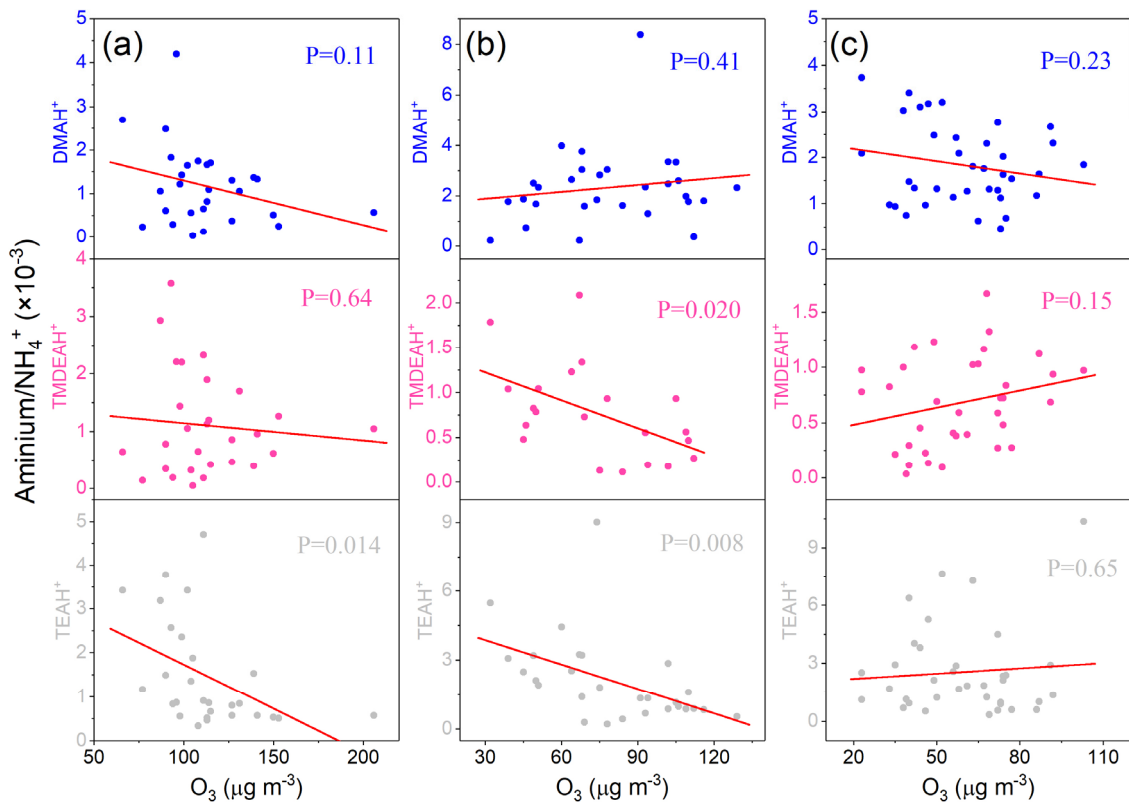 (a)
P=0.11
DMAH⁺
5
4
3
2
1
0
(b)
P=0.41
DMAH⁺
8
6
4
2
0
(c)
P=0.23
DMAH⁺
5
4
3
2
1
0
Aminium/NH₄⁺ (×10⁻³)
P=0.64
TMDEAH⁺
4
3
2
1
0
P=0.020
TMDEAH⁺
2.0
1.5
1.0
0.5
0.0
P=0.15
TMDEAH⁺
1.5
1.0
0.5
0.0
P=0.014
TEAH⁺
5
4
3
2
1
0
P=0.008
TEAH⁺
9
6
3
0
P=0.65
TEAH⁺
9
6
3
0
50 100 150 200
30 60 90 120
20 50 80 110
O₃ (μg m⁻³)
O₃ (μg m⁻³)
O₃ (μg m⁻³)